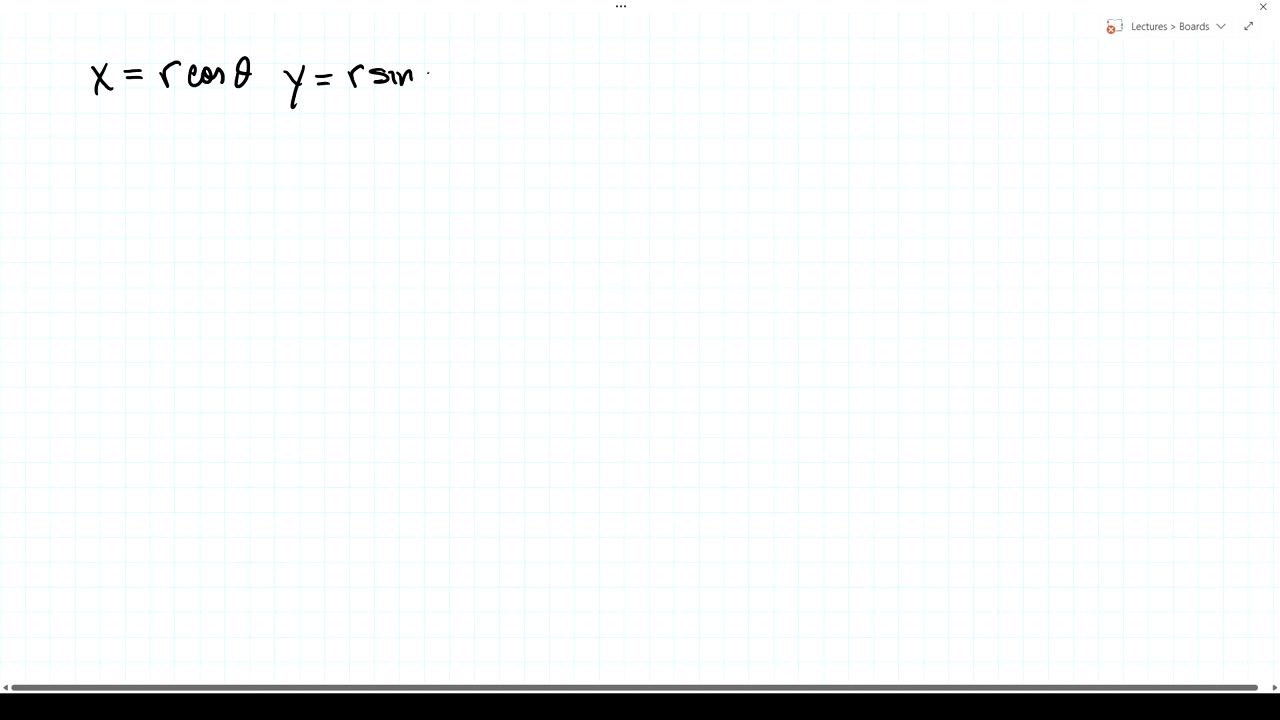 Lectures > Boards
x = r cos θ y = r sin